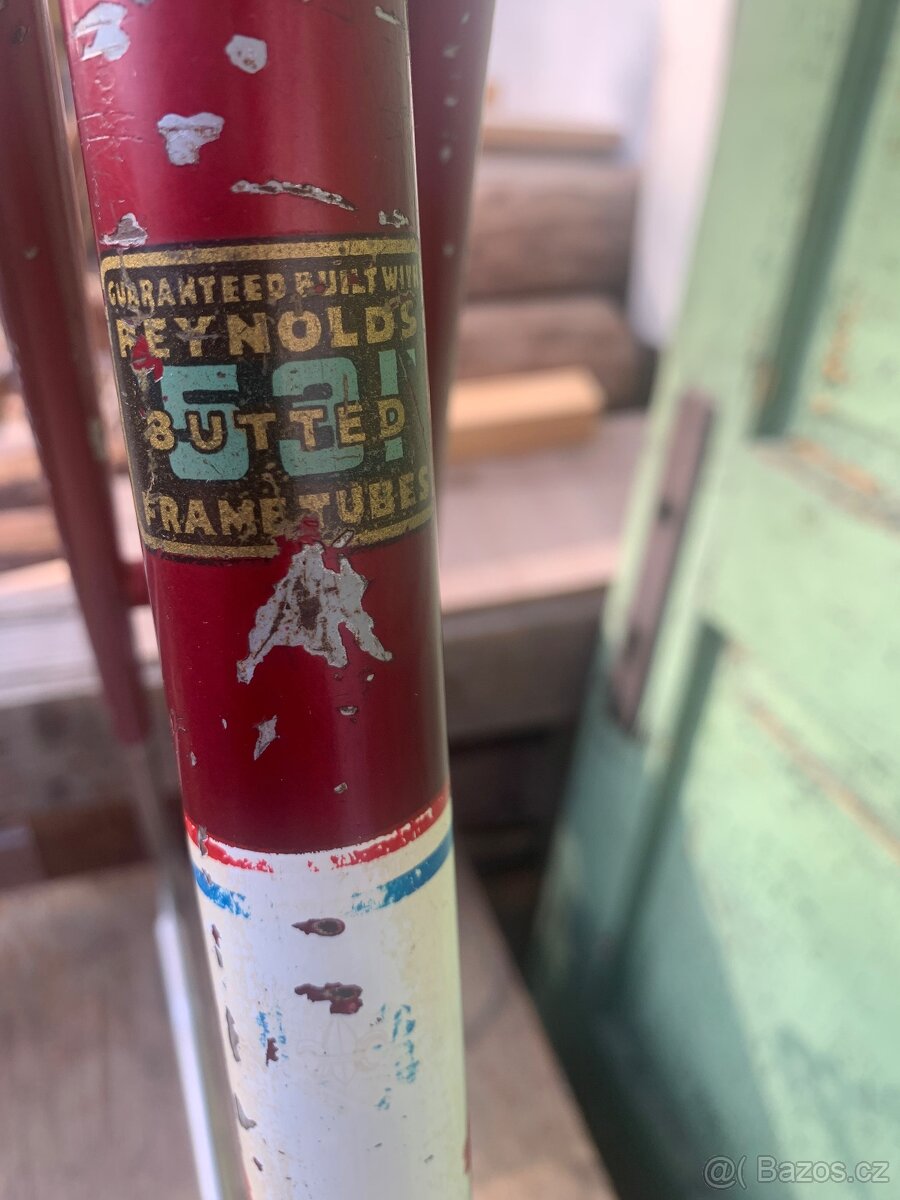 GUARANTEED BUILT WITH
REYNOLDS
531
BUTTED
FRAME TUBES
@( Bazos.cz